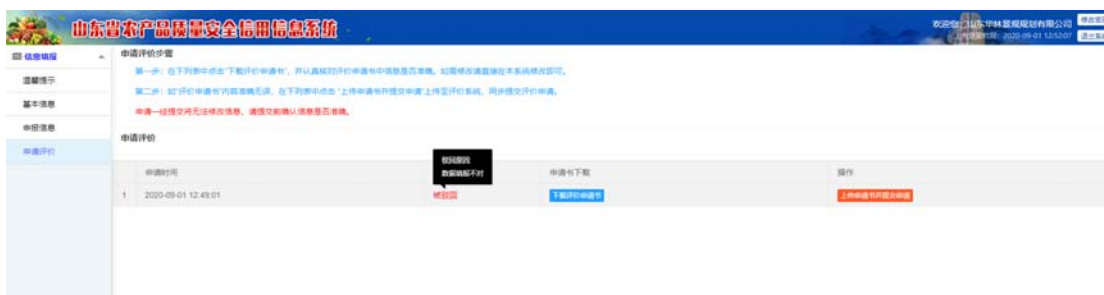 山东省农产品质量安全信用信息系统
欢迎您：山东华林景观规划有限公司
2020-09-01 12:52:07
信息填报
温馨提示
基本信息
申报信息
申请评价
申请评价步骤
第一步：在下列表中点击“下载评价申请书”，并认真核对评价申请书中信息是否准确。如需修改请直接在本系统修改即可。
第二步：如“评价申请书”内容准确无误，在下列表中点击“上传申请书并提交申请”上传至评价系统，同步提交评价申请。
申请一经提交将无法修改信息，请提交前确认信息是否准确。
申请评价
驳回原因
数据填报不对
申请时间
申请书下载
操作
1
2020-09-01 12:49:01
被驳回
下载评价申请书
上传申请书并提交申请